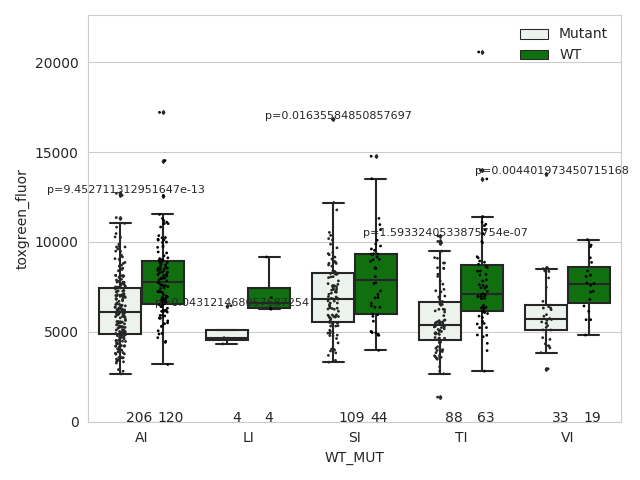 Mutant
WT
20000
15000
10000
5000
0
toxgreen_fluor
p=0.01635584850857697
p=0.004401973450715168
p=9.452711312951647e-13
p=1.5933240533875754e-07
206 120 4 4 109 44 88 63 33 19
AI LI SI TI VI
WT_MUT